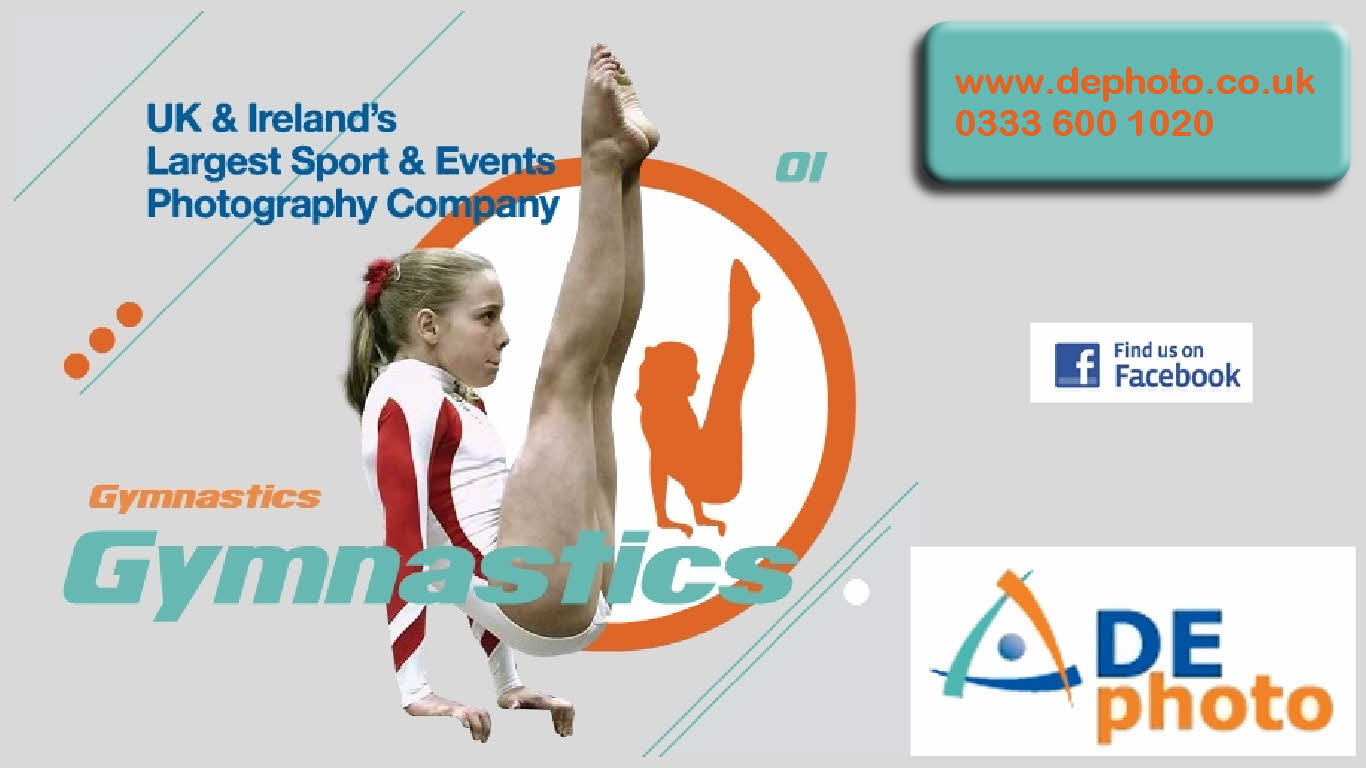 UK & Ireland's
Largest Sport & Events
Photography Company
www.dephoto.co.uk
0333 600 1020
01
Find us on
Facebook
Gymnastics
Gymnastics
DE
photo